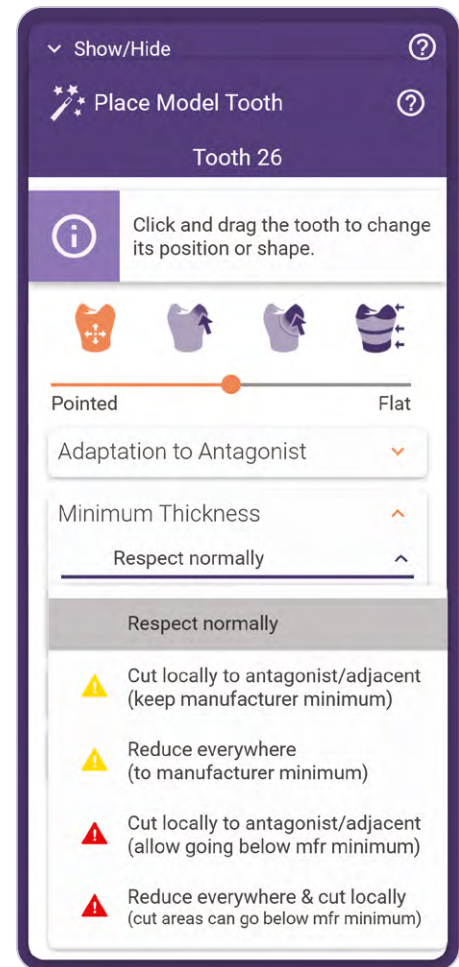 Show/Hide
Place Model Tooth
Tooth 26
Click and drag the tooth to change
its position or shape.
Pointed
Flat
Adaptation to Antagonist
Minimum Thickness
Respect normally
Respect normally
Cut locally to antagonist/adjacent
(keep manufacturer minimum)
Reduce everywhere
(to manufacturer minimum)
Cut locally to antagonist/adjacent
(allow going below mfr minimum)
Reduce everywhere & cut locally
(cut areas can go below mfr minimum)